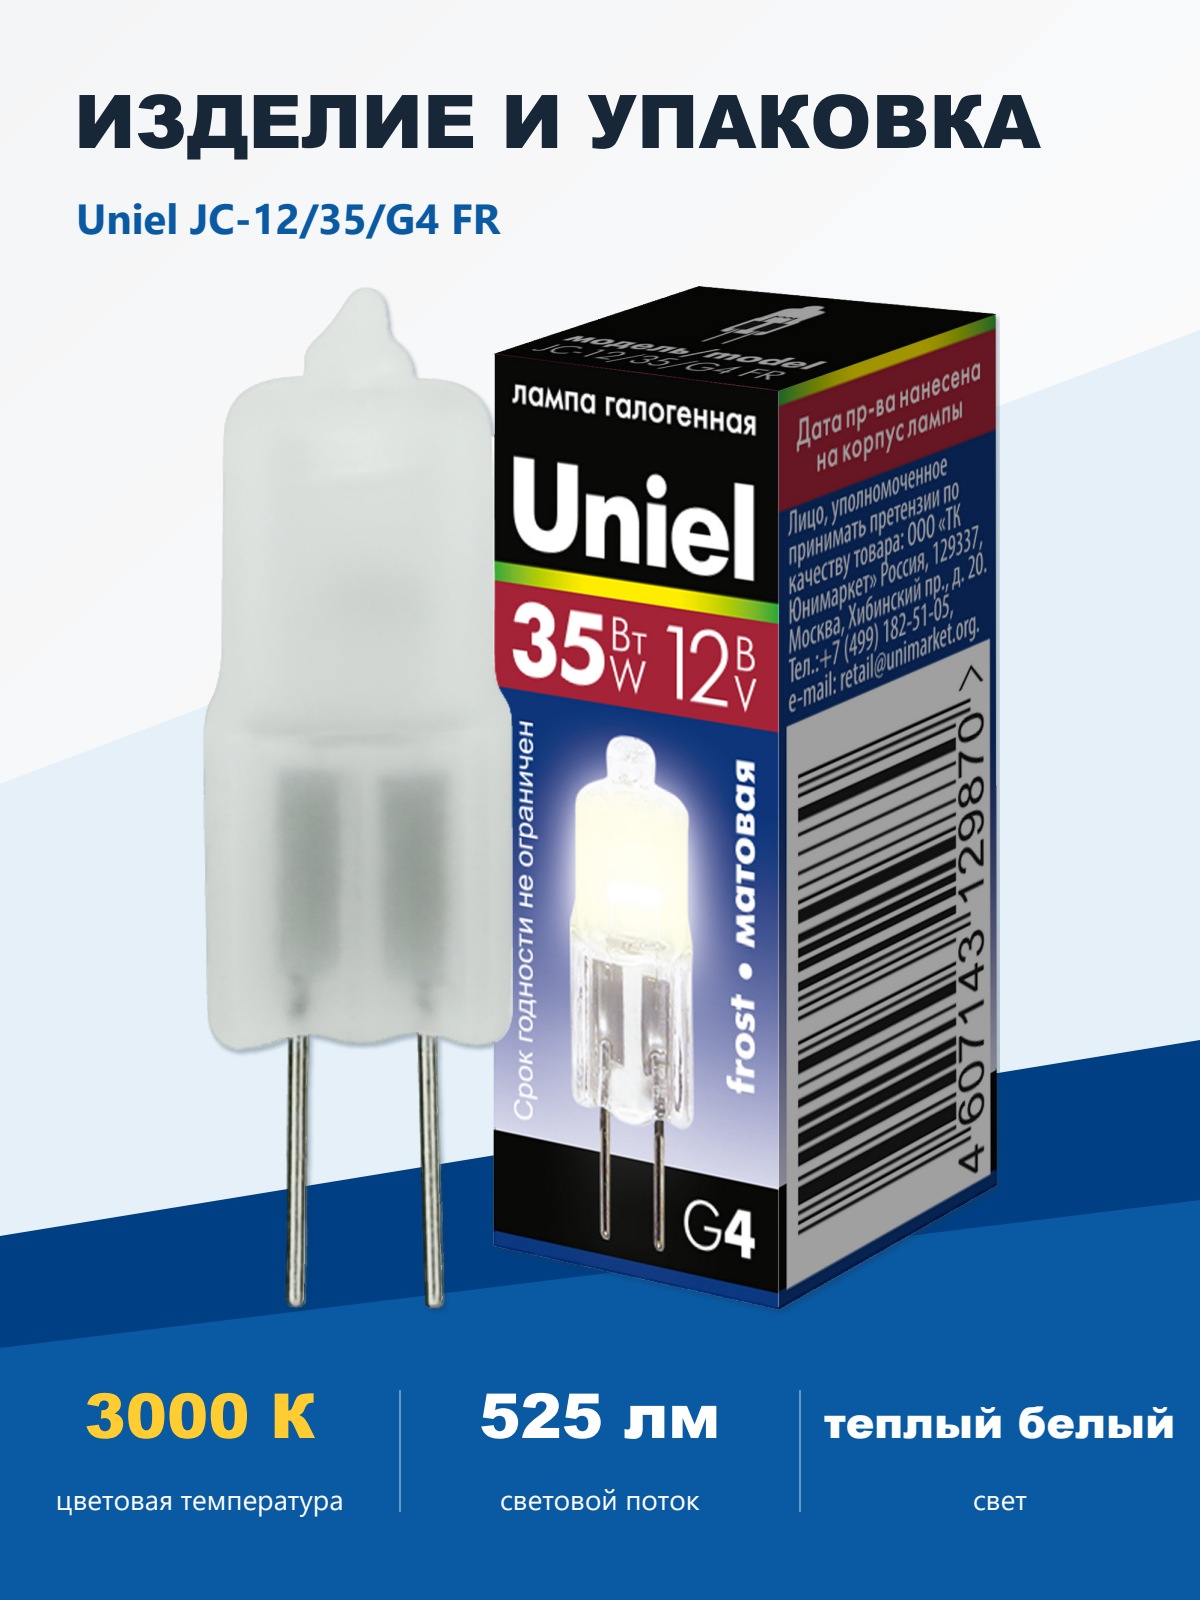 ИЗДЕЛИЕ И УПАКОВКА
Uniel JC-12/35/G4 FR
модель/model
JC-12/35/G4 FR
лампа галогенная
Uniel
35 Вт W 12 В V
Срок годности не ограничен
frost • матовая
G4
Дата пр-ва нанесена
на корпус лампы
Лицо, уполномоченное
принимать претензии по
качеству товара: ООО «ТК
Юнимаркет» Россия, 129337,
Москва, Хибинский пр., д. 20.
Тел.:+7 (499) 182-51-05,
e-mail: retail@unimarket.org.
4 607143 129870 >
3000 К
цветовая температура
525 лм
световой поток
теплый белый
свет